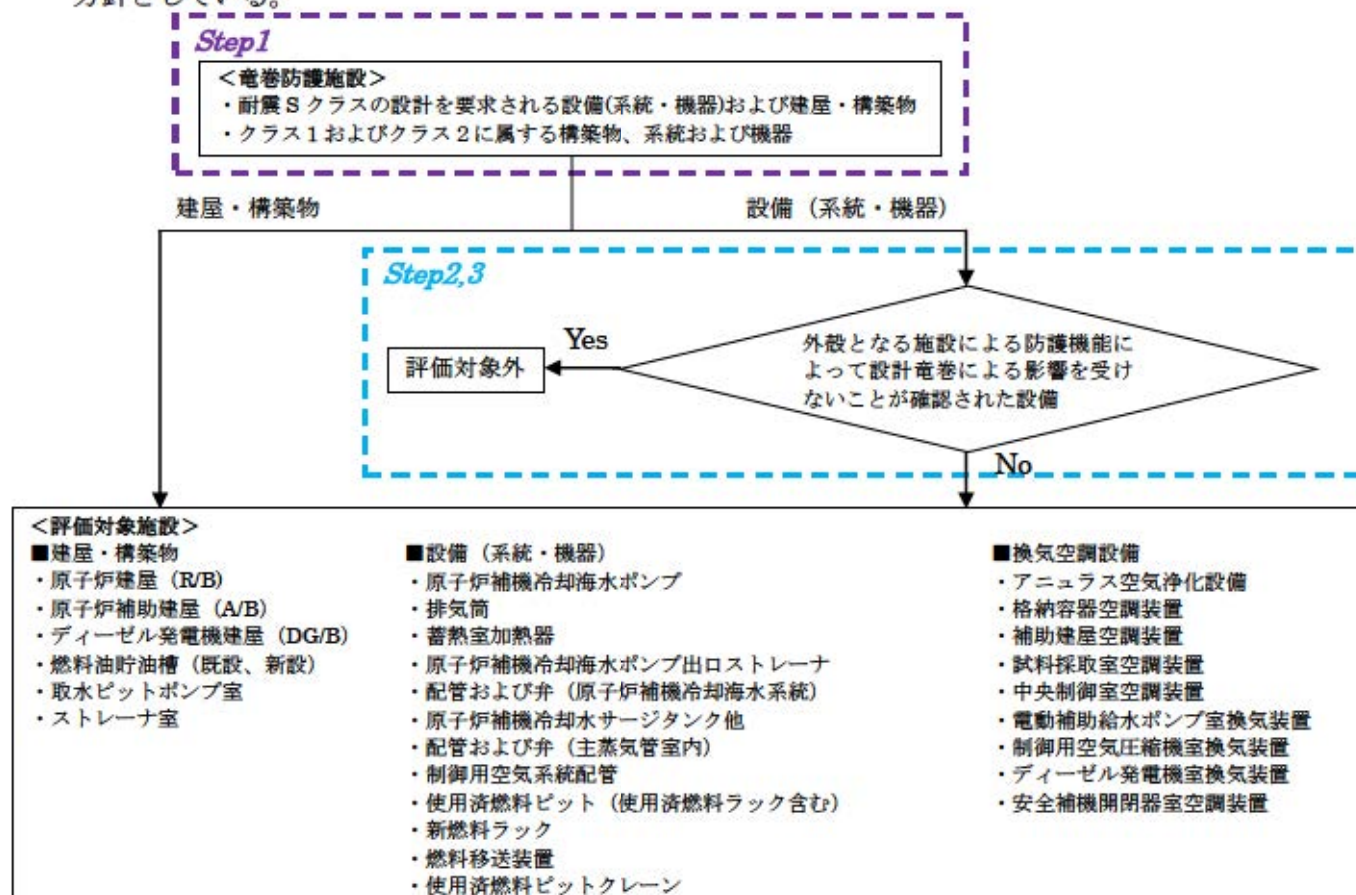 方針としている。
Step1
＜竜巻防護施設＞
・耐震Sクラスの設計を要求される設備(系統・機器)および建屋・構築物
・クラス１およびクラス２に属する構築物、系統および機器
建屋・構築物
設備（系統・機器）
Step2,3
Yes
評価対象外
外殻となる施設による防護機能に
よって設計竜巻による影響を受け
ないことが確認された設備
No
＜評価対象施設＞
■建屋・構築物
・原子炉建屋（R/B）
・原子炉補助建屋（A/B）
・ディーゼル発電機建屋（DG/B）
・燃料油貯油槽（既設、新設）
・取水ピットポンプ室
・ストレーナ室
■設備（系統・機器）
・原子炉補機冷却海水ポンプ
・排気筒
・蓄熱室加熱器
・原子炉補機冷却海水ポンプ出口ストレーナ
・配管および弁（原子炉補機冷却海水系統）
・原子炉補機冷却水サージタンク他
・配管および弁（主蒸気管室内）
・制御用空気系統配管
・使用済燃料ピット（使用済燃料ラック含む）
・新燃料ラック
・燃料移送装置
・使用済燃料ピットクレーン
■換気空調設備
・アニュラス空気浄化設備
・格納容器空調装置
・補助建屋空調装置
・試料採取室空調装置
・中央制御室空調装置
・電動補助給水ポンプ室換気装置
・制御用空気圧縮機室換気装置
・ディーゼル発電機室換気装置
・安全補機開閉器室空調装置